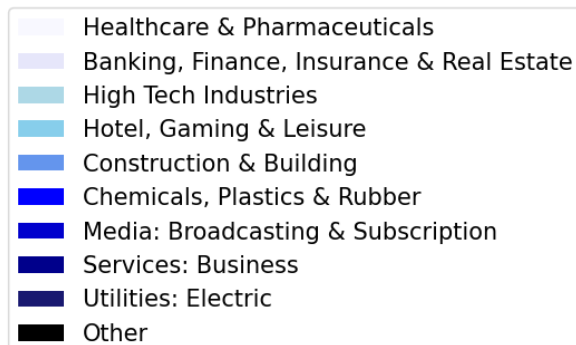 Healthcare & Pharmaceuticals
Banking, Finance, Insurance & Real Estate
High Tech Industries
Hotel, Gaming & Leisure
Construction & Building
Chemicals, Plastics & Rubber
Media: Broadcasting & Subscription
Services: Business
Utilities: Electric
Other